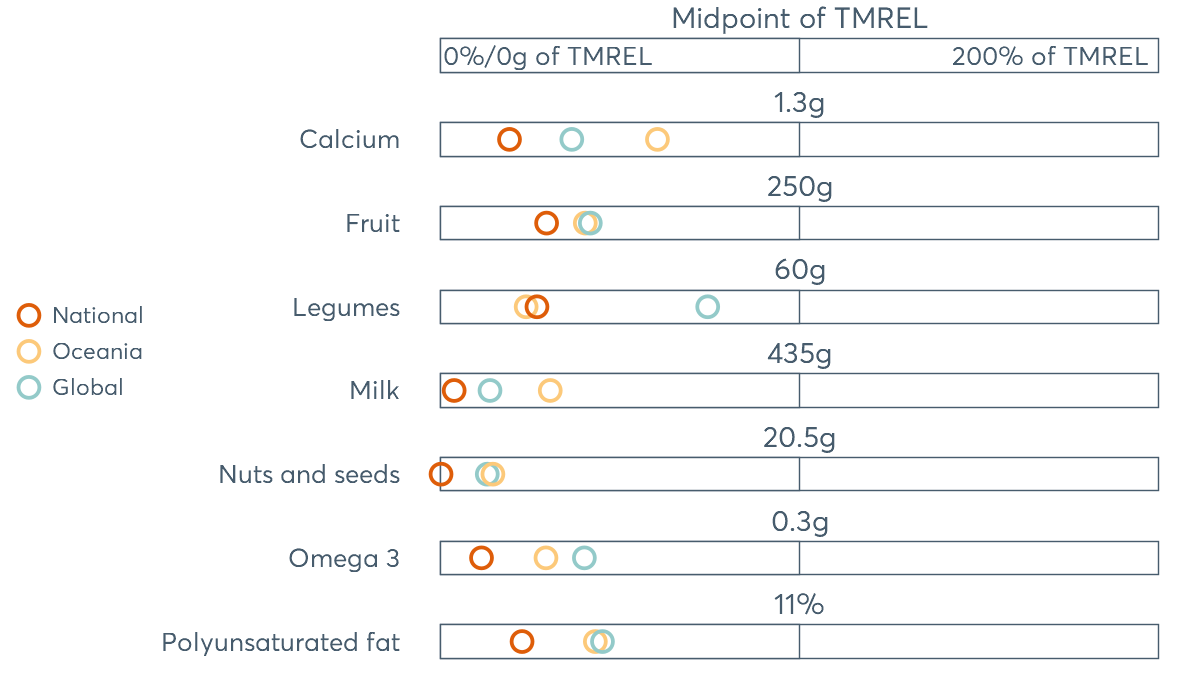 Midpoint of TMREL
0%/0g of TMREL
200% of TMREL
1.3g
Calcium
250g
Fruit
60g
Legumes
435g
Milk
20.5g
Nuts and seeds
0.3g
Omega 3
11%
Polyunsaturated fat
National
Oceania
Global